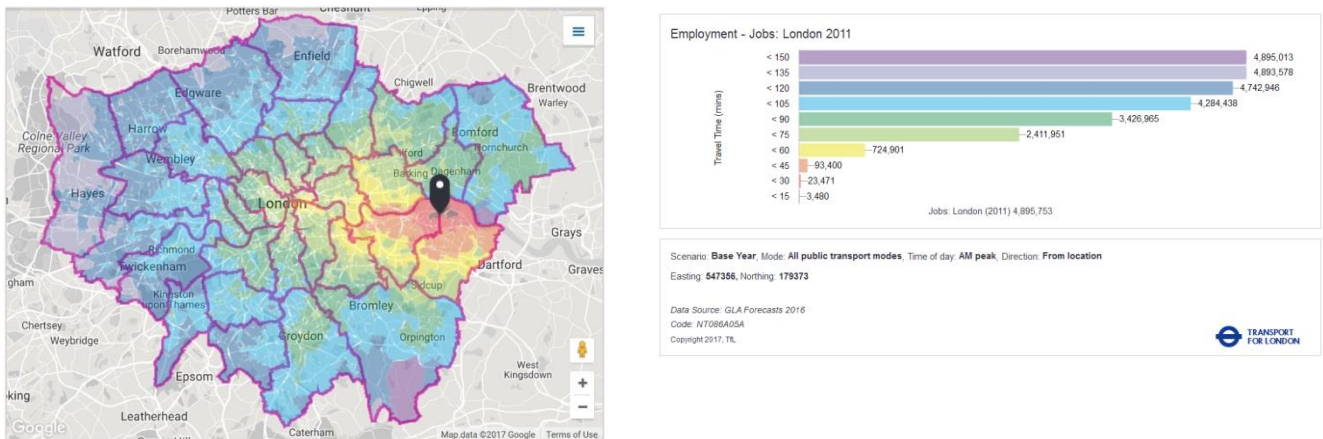 Potters Bar
Cheshunt
Epping
Watford
Borehamwood
Enfield
Chigwell
Brentwood
Warley
Edgware
Colne Valley
Regional Park
Harrow
Romford
Hornchurch
Ilford
Wembley
Barking
Dagenham
Hayes
London
Grays
Richmond
Twickenham
Dartford
Graves
gham
Sidcup
Kingston
upon Thames
Bromley
Chertsey
Weybridge
Croydon
Orpington
West
Kingsdown
Epsom
king
Leatherhead
Caterham
Google
Map data ©2017 Google
Terms of Use
+
−
Employment - Jobs: London 2011
Travel Time (mins)
< 150 4,895,013
< 135 4,893,578
< 120 4,742,946
< 105 4,284,438
< 90 3,426,965
< 75 2,411,951
< 60 724,901
< 45 93,400
< 30 23,471
< 15 3,480
Jobs: London (2011) 4,895,753
Scenario: Base Year, Mode: All public transport modes, Time of day: AM peak, Direction: From location
Easting: 547356, Northing: 179373
Data Source: GLA Forecasts 2016
Code: NT086A05A
Copyright 2017, TfL
TRANSPORT
FOR LONDON